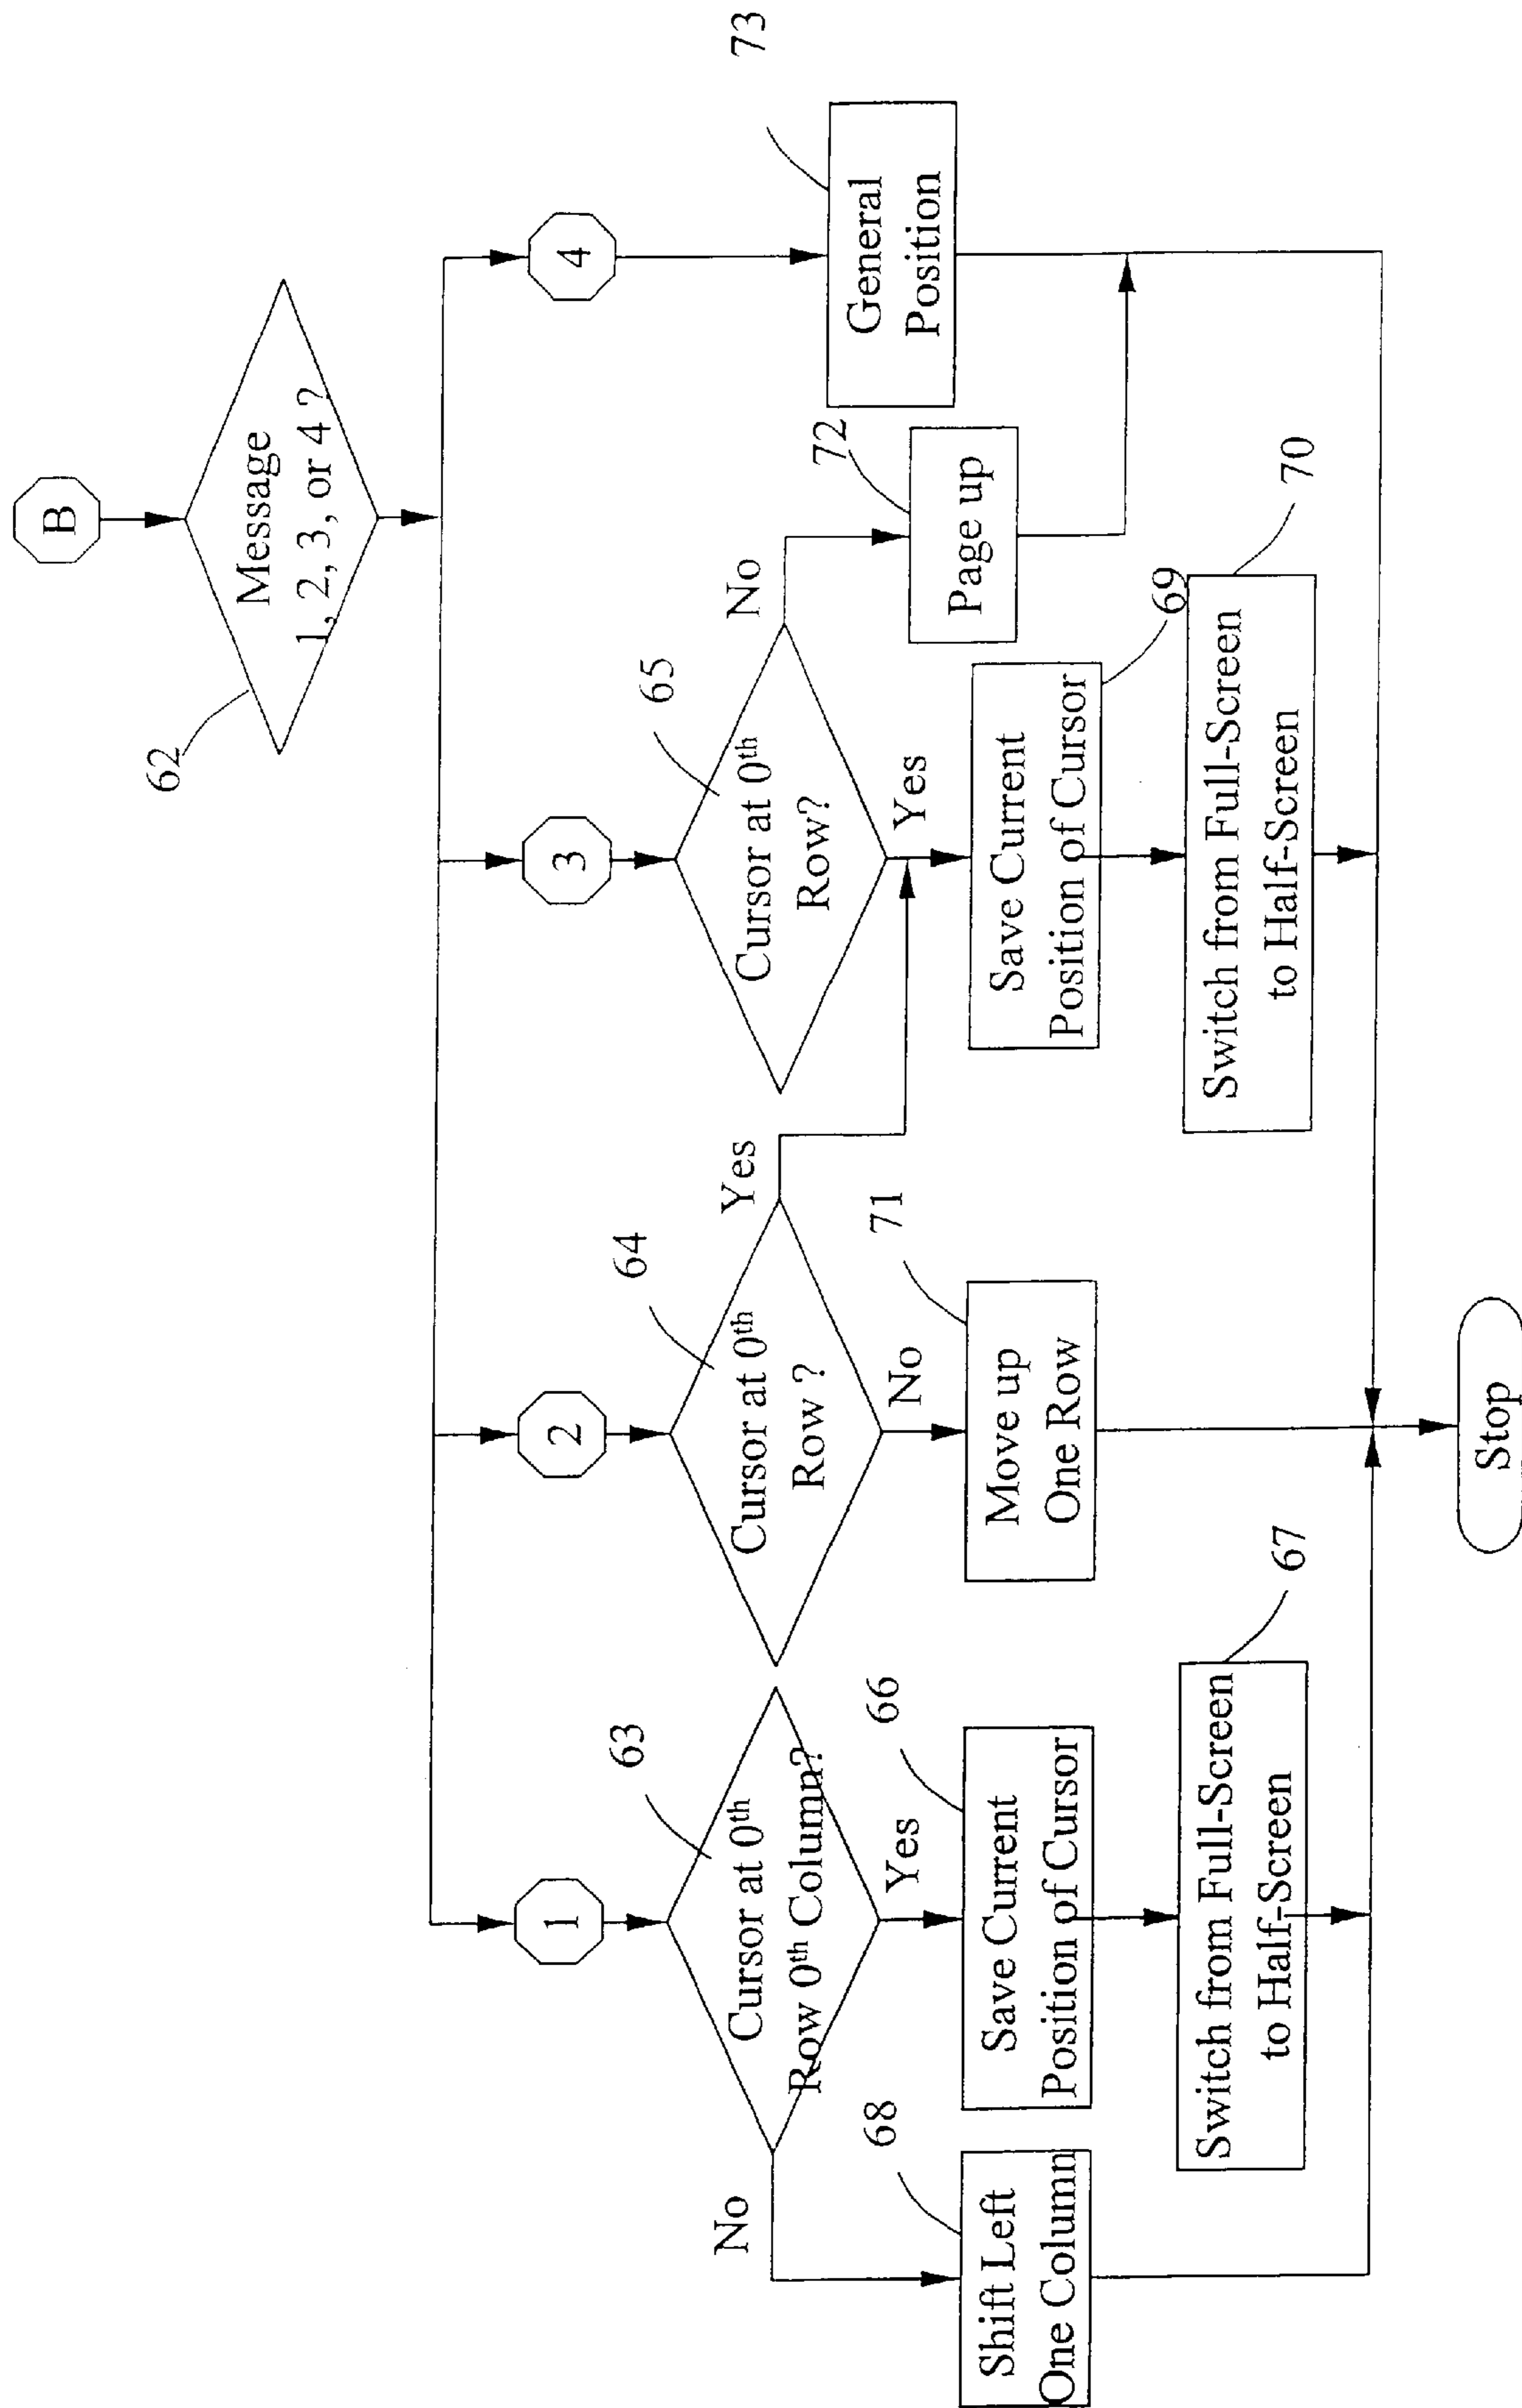 B
Message
1, 2, 3, or 4 ?
62
1
2
3
4
Cursor at 0th
Row 0th Column?
63
Cursor at 0th
Row ?
64
Cursor at 0th
Row?
65
No
Yes
No
Yes
Yes
No
Shift Left
One Column
68
Save Current
Position of Cursor
66
Move up
One Row
71
Save Current
Position of Cursor
69
Page up
72
General
Position
73
Switch from Full-Screen
to Half-Screen
67
Switch from Full-Screen
to Half-Screen
70
Stop